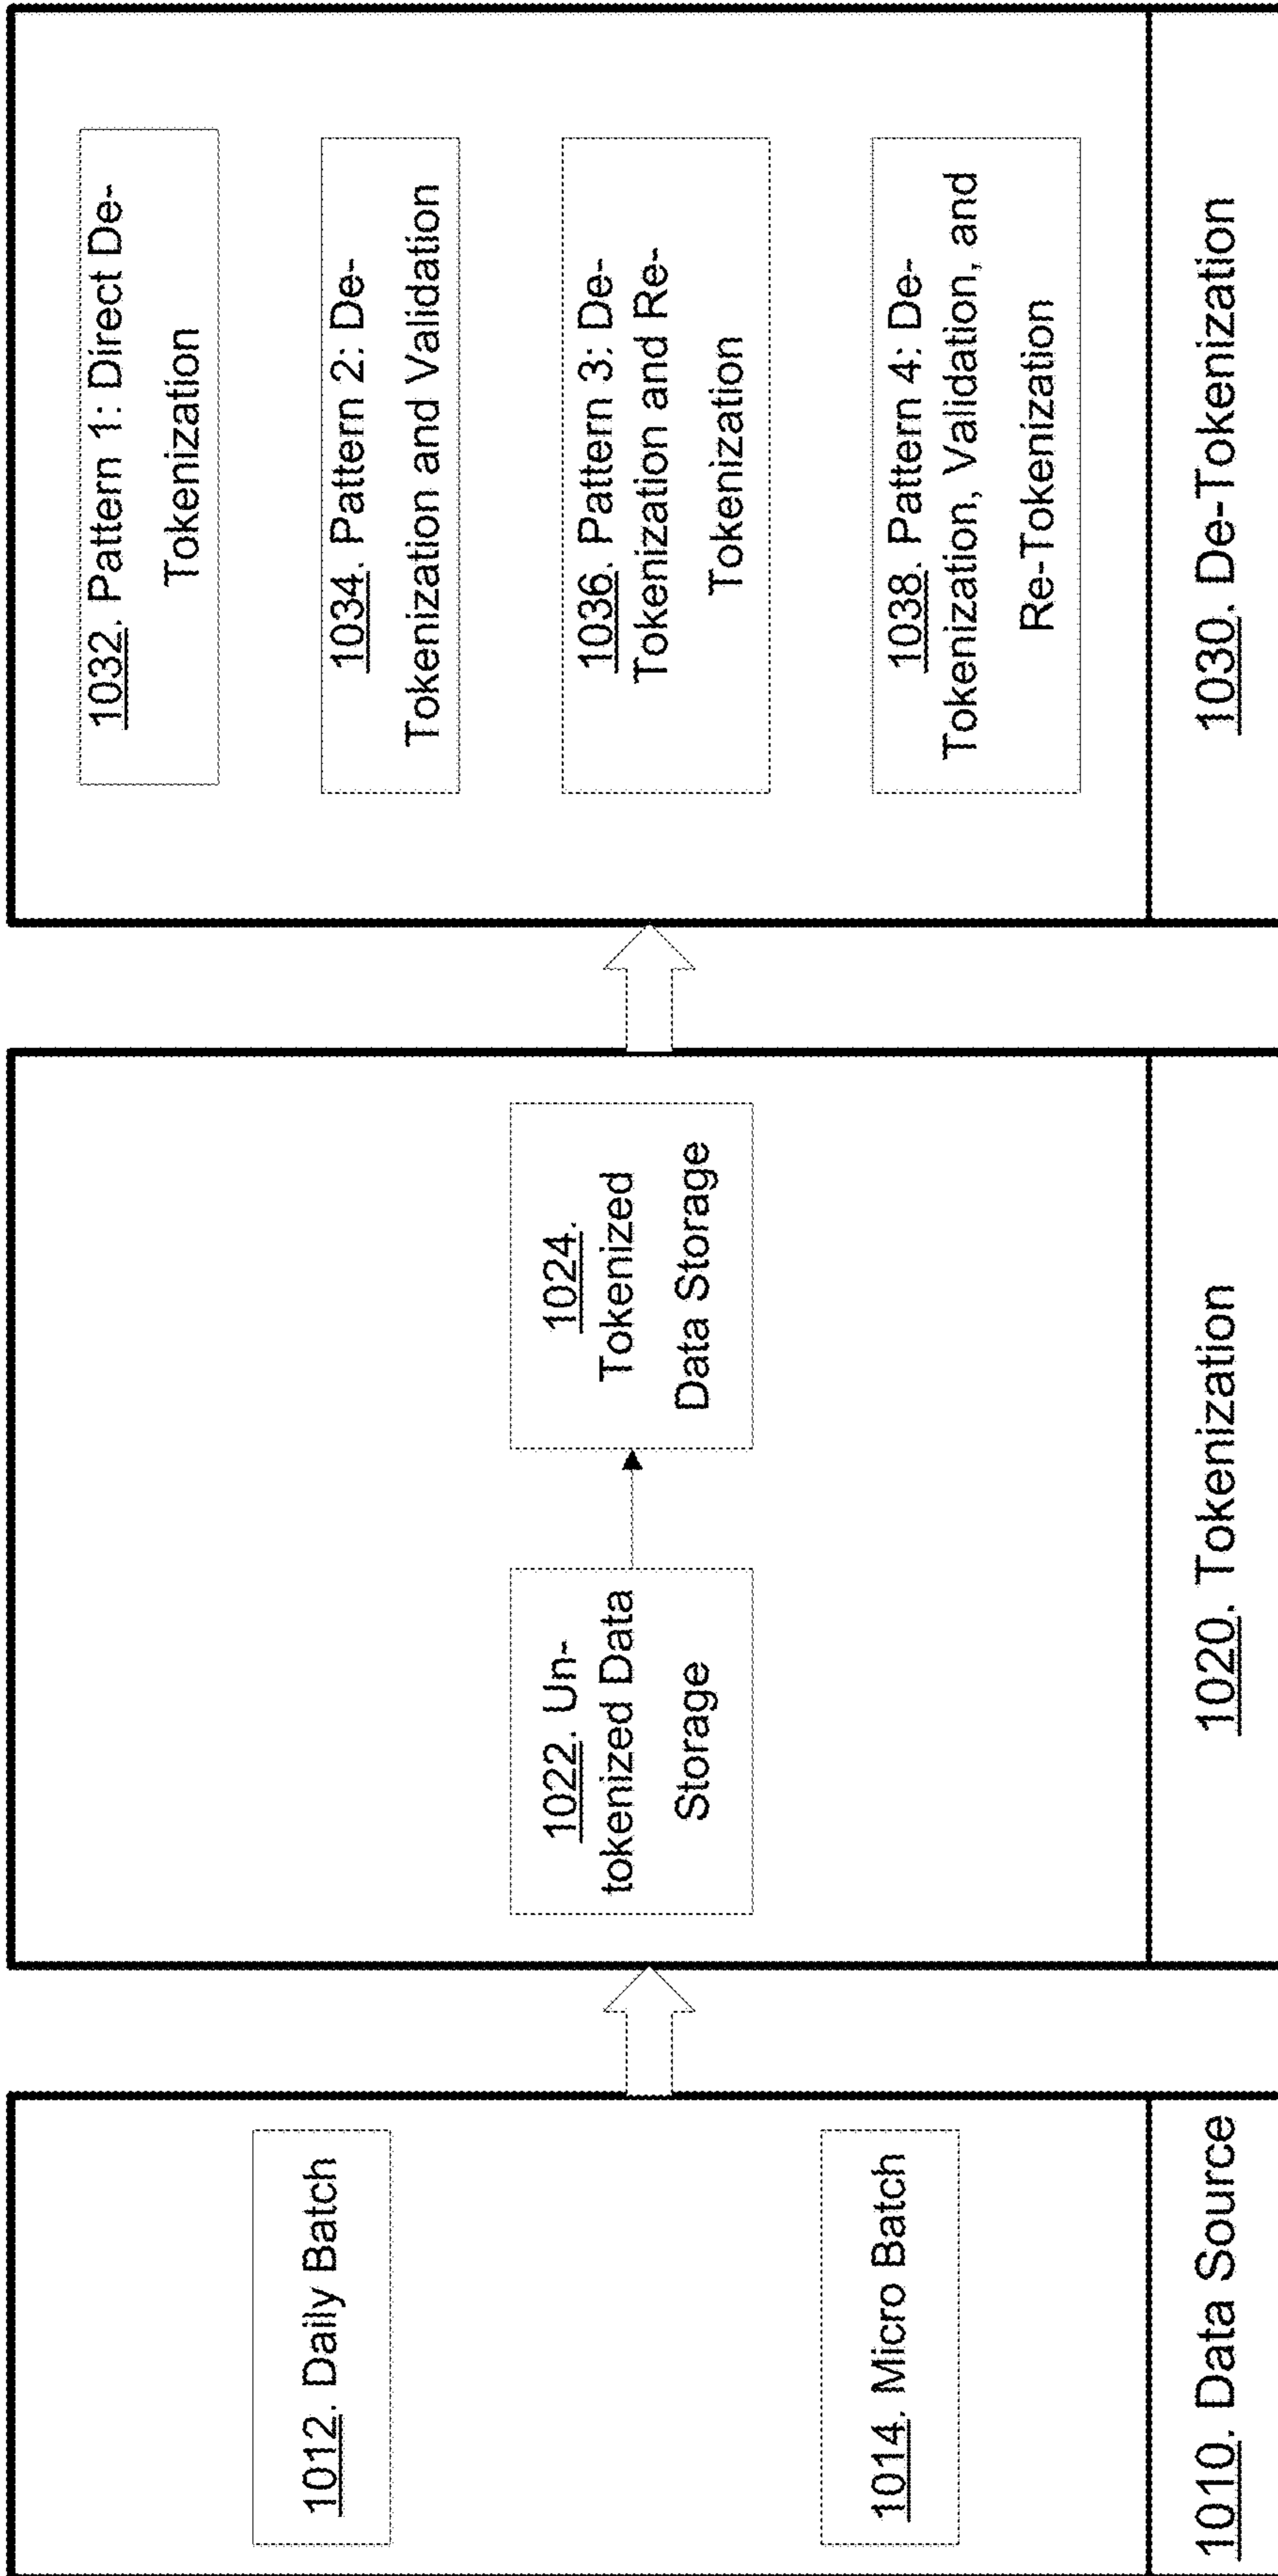 1012. Daily Batch
1014. Micro Batch
1010. Data Source
1022. Un-
tokenized Data
Storage
1024.
Tokenized
Data Storage
1020. Tokenization
1032. Pattern 1: Direct De-
Tokenization
1034. Pattern 2: De-
Tokenization and Validation
1036. Pattern 3: De-
Tokenization and Re-
Tokenization
1038. Pattern 4: De-
Tokenization, Validation, and
Re-Tokenization
1030. De-Tokenization